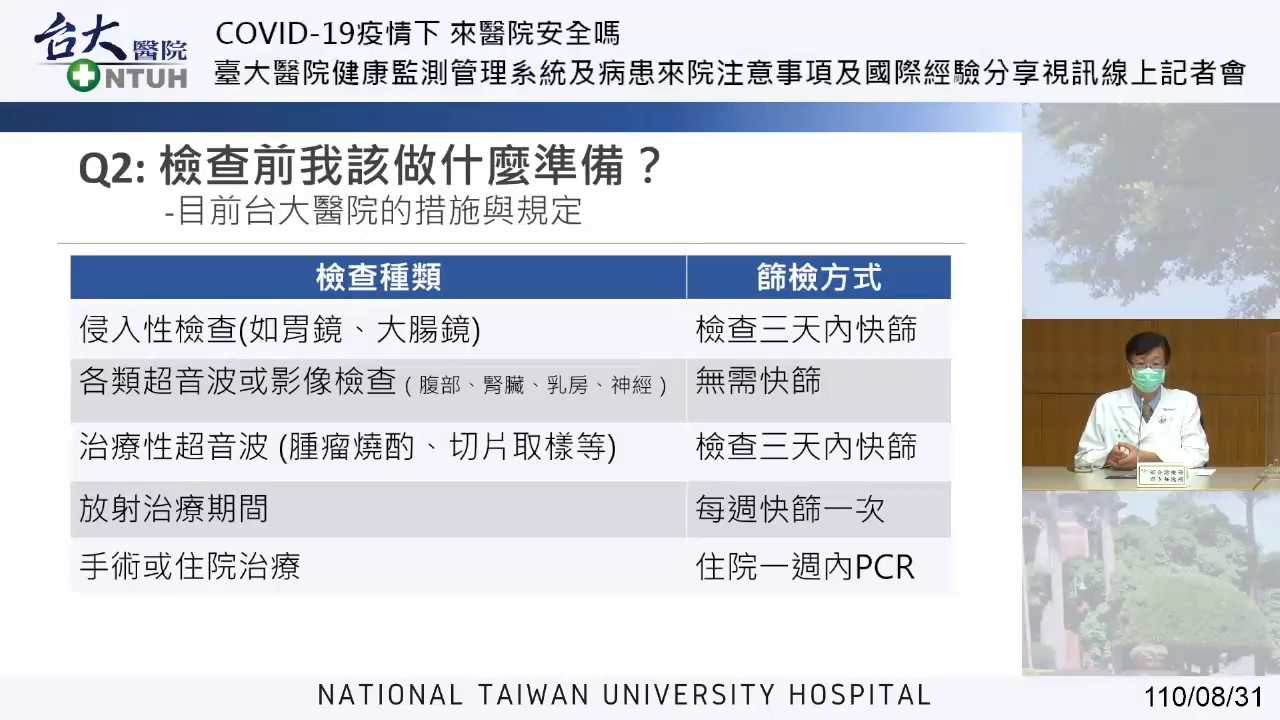 台大醫院
NTUH
COVID-19疫情下 來醫院安全嗎
臺大醫院健康監測管理系統及病患來院注意事項及國際經驗分享視訊線上記者會
Q2: 檢查前我該做什麼準備？
-目前台大醫院的措施與規定
檢查種類 篩檢方式
侵入性檢查(如胃鏡、大腸鏡) 檢查三天內快篩
各類超音波或影像檢查 ( 腹部、腎臟、乳房、神經 ) 無需快篩
治療性超音波 (腫瘤燒酌、切片取樣等) 檢查三天內快篩
放射治療期間 每週快篩一次
手術或住院治療 住院一週內PCR
NATIONAL TAIWAN UNIVERSITY HOSPITAL
110/08/31